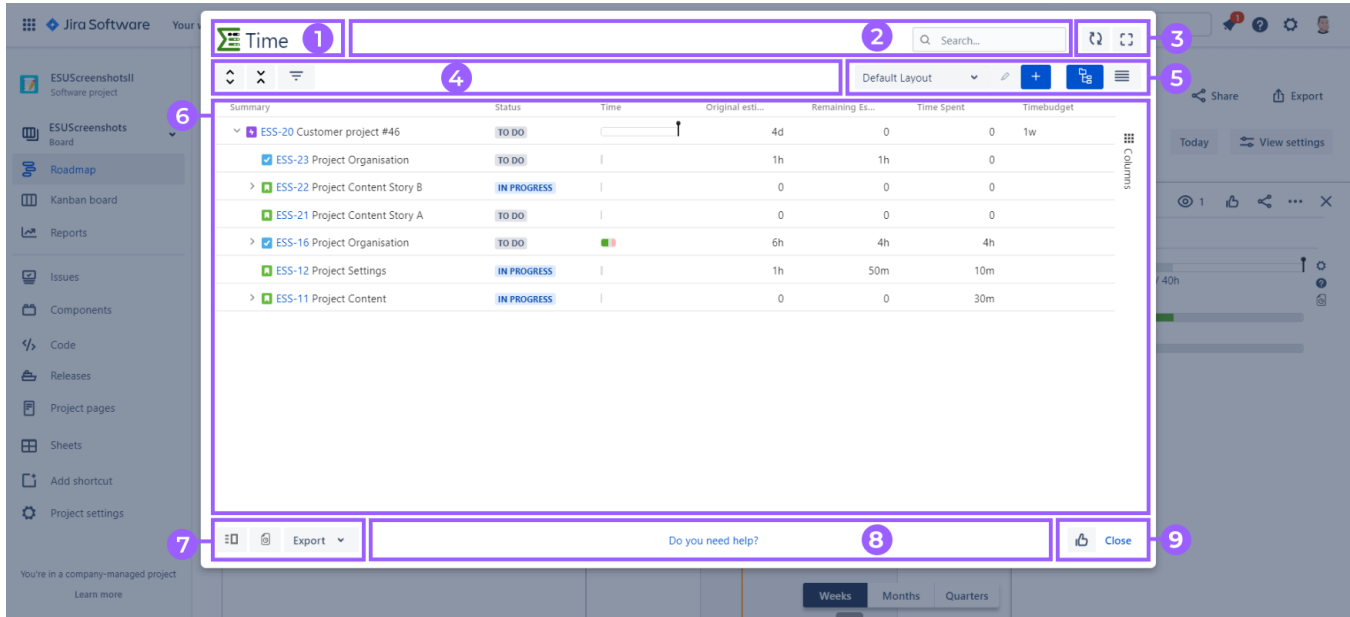 Jira Software Your
1
Time 1
2
Search...
3
ESUScreenshotsII
Software project
4
Default Layout
+
5
Share Export
6
Summary Status Time Original esti... Remaining Es... Time Spent Timebudget
ESUScreenshots
Board
ESS-20 Customer project #46 TO DO 4d 0 0 1w
Today View settings
Columns
ESS-23 Project Organisation TO DO 1h 1h 0
Roadmap
ESS-22 Project Content Story B IN PROGRESS 0 0 0
Kanban board
1
ESS-21 Project Content Story A TO DO 0 0 0
Reports
ESS-16 Project Organisation TO DO 6h 4h 4h
Issues
ESS-12 Project Settings IN PROGRESS 1h 50m 10m
/ 40h
Components
ESS-11 Project Content IN PROGRESS 0 0 30m
Code
Releases
Project pages
Sheets
Add shortcut
Project settings
7
Export
Do you need help?
8
Close
9
You're in a company-managed project
Learn more
Weeks Months Quarters